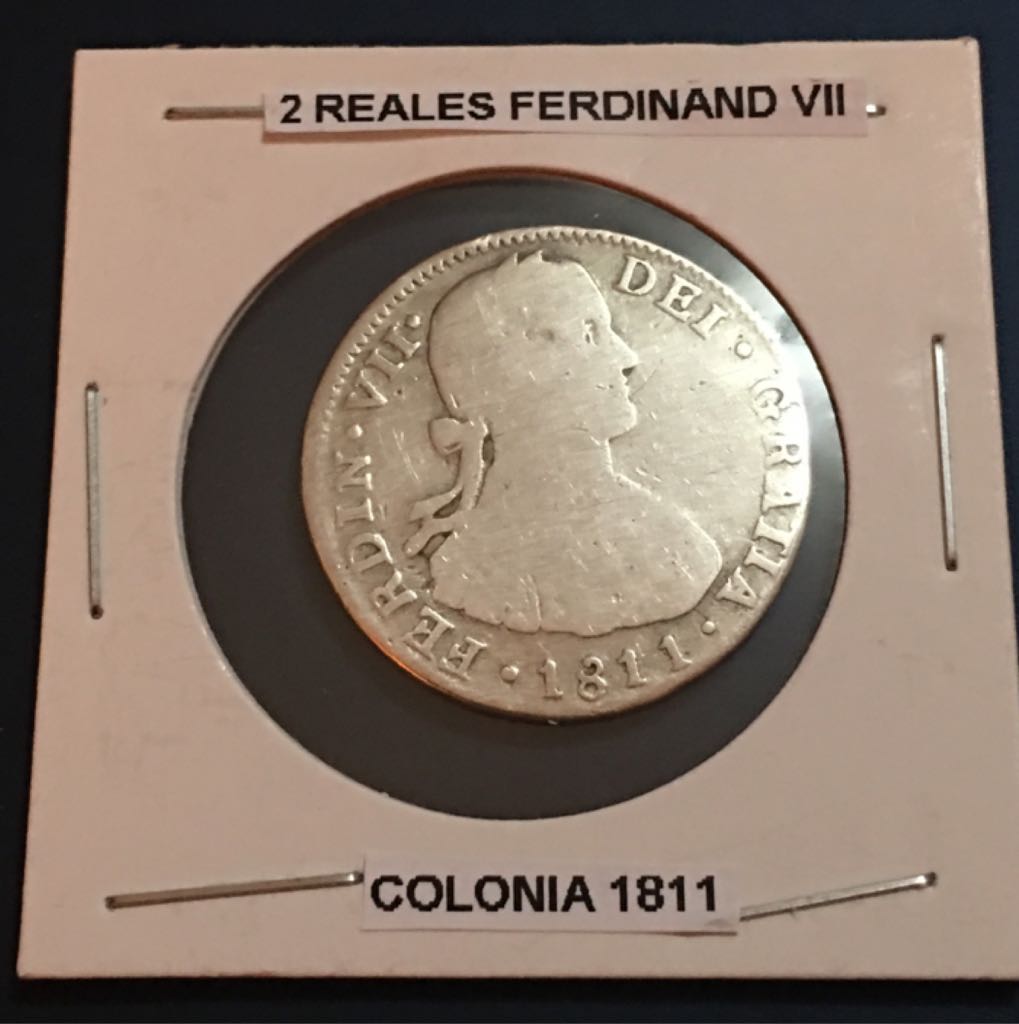 2 REALES FERDINAND VII
FERDIN·VII· DEI·GRATIA·
·1811·
COLONIA 1811